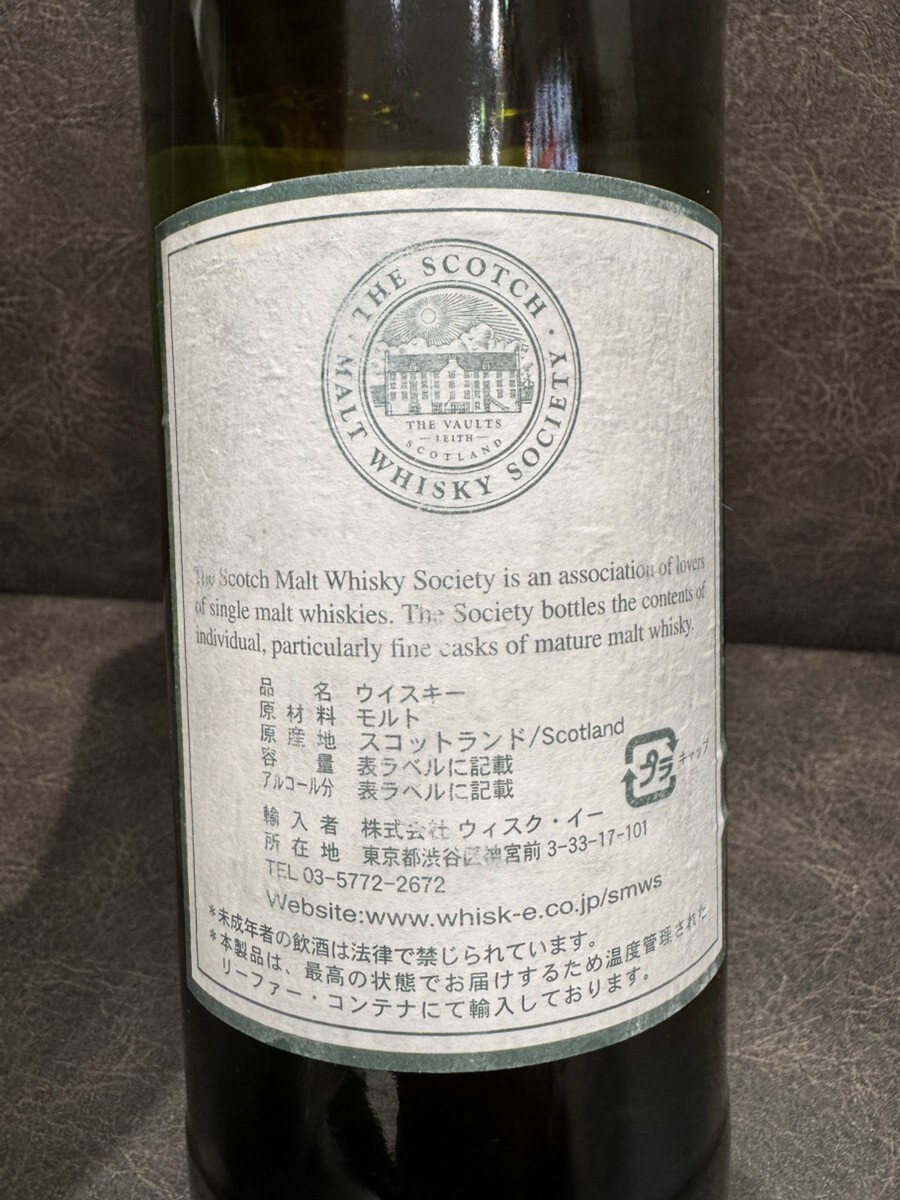 THE SCOTCH
MALT WHISKY SOCIETY
THE VAULTS
LEITH
SCOTLAND
The Scotch Malt Whisky Society is an association of lovers
of single malt whiskies. The Society bottles the contents of
individual, particularly fine casks of mature malt whisky.
品名 ウイスキー
原材料 モルト
原産地 スコットランド/Scotland
容量 表ラベルに記載
アルコール分 表ラベルに記載
プラ キャップ
輸入者 株式会社 ウィスク・イー
所在地 東京都渋谷区神宮前 3-33-17-101
TEL 03-5772-2672
Website:www.whisk-e.co.jp/smws
*未成年者の飲酒は法律で禁じられています。
*本製品は、最高の状態でお届けするため温度管理された
リーファー・コンテナにて輸入しております。